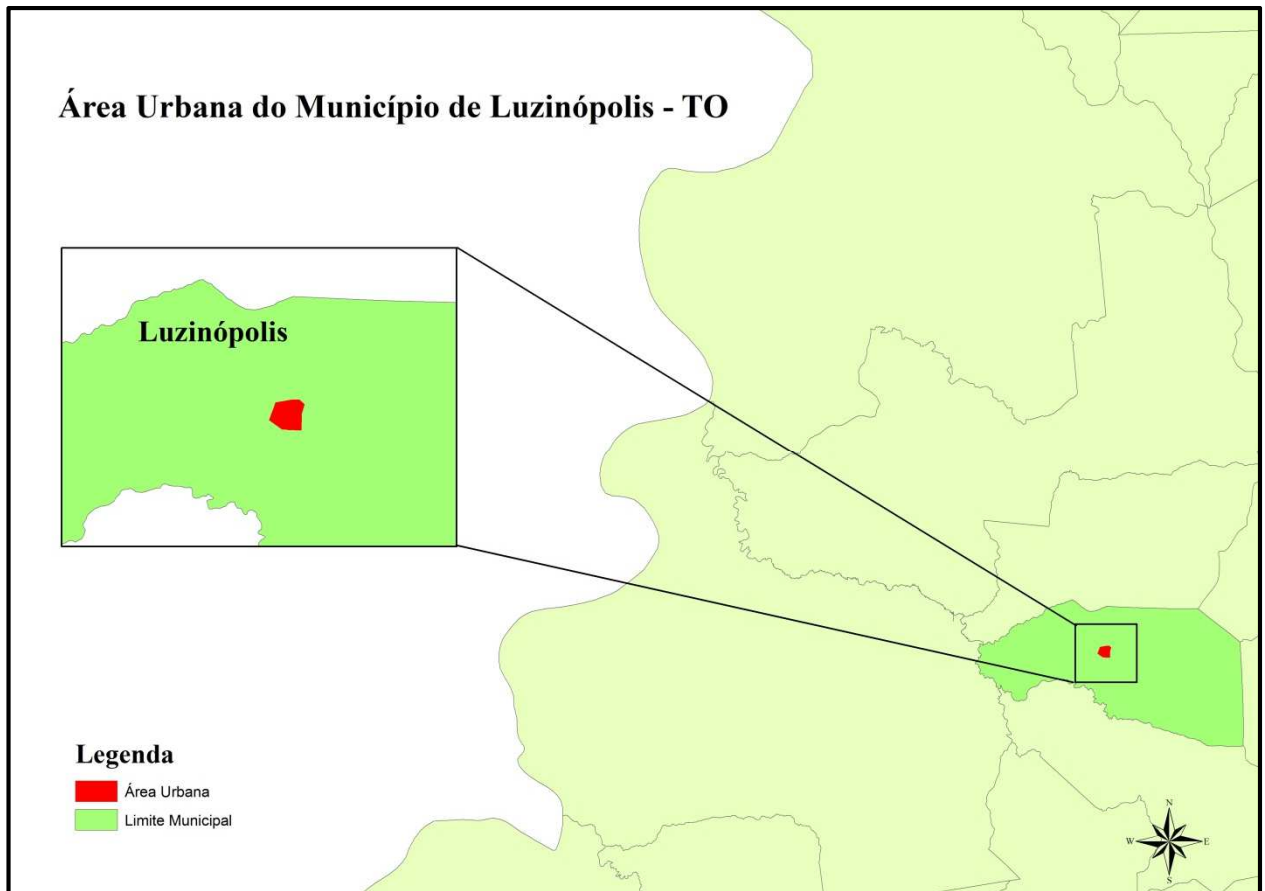 Área Urbana do Município de Luzinópolis - TO
Luzinópolis
Legenda
Área Urbana
Limite Municipal
N
W
E
S